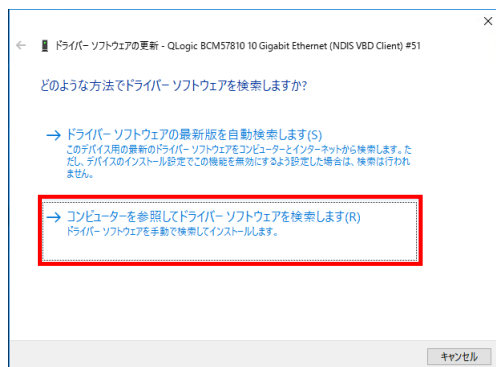 ドライバー ソフトウェアの更新 - QLogic BCM57810 10 Gigabit Ethernet (NDIS VBD Client) #51
どのような方法でドライバー ソフトウェアを検索しますか?
ドライバー ソフトウェアの最新版を自動検索します(S)
このデバイス用の最新のドライバー ソフトウェアをコンピューターとインターネットから検索します。た
だし、デバイスのインストール設定でこの機能を無効にするよう設定した場合は、検索は行われ
ません。
コンピューターを参照してドライバー ソフトウェアを検索します(R)
ドライバー ソフトウェアを手動で検索してインストールします。
キャンセル